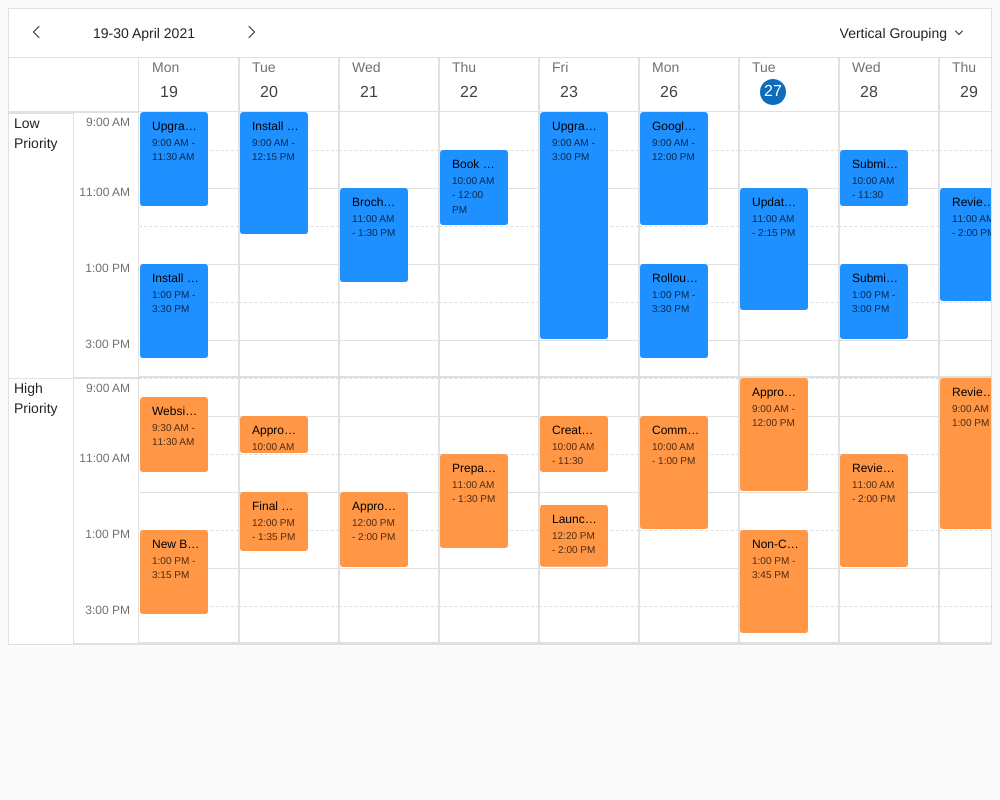 19-30 April 2021
Vertical Grouping
Mon
19
Tue
20
Wed
21
Thu
22
Fri
23
Mon
26
Tue
27
Wed
28
Thu
29
Low
Priority
9:00 AM
11:00 AM
1:00 PM
3:00 PM
Upgra...
9:00 AM -
11:30 AM
Install ...
1:00 PM -
3:30 PM
Install ...
9:00 AM -
12:15 PM
Broch...
11:00 AM
- 1:30 PM
Book ...
10:00 AM
- 12:00
PM
Upgra...
9:00 AM -
3:00 PM
Googl...
9:00 AM -
12:00 PM
Rollou...
1:00 PM -
3:30 PM
Updat...
11:00 AM
- 2:15 PM
Submi...
10:00 AM
- 11:30
Submi...
1:00 PM -
3:00 PM
Revie...
11:00 AM
- 2:00 PM
High
Priority
9:00 AM
11:00 AM
1:00 PM
3:00 PM
Websi...
9:30 AM -
11:30 AM
New B...
1:00 PM -
3:15 PM
Appro...
10:00 AM
Final ...
12:00 PM
- 1:35 PM
Appro...
12:00 PM
- 2:00 PM
Prepa...
11:00 AM
- 1:30 PM
Creat...
10:00 AM
- 11:30
Launc...
12:20 PM
- 2:00 PM
Comm...
10:00 AM
- 1:00 PM
Appro...
9:00 AM -
12:00 PM
Non-C...
1:00 PM -
3:45 PM
Revie...
11:00 AM
- 2:00 PM
Revie...
9:00 AM
1:00 PM